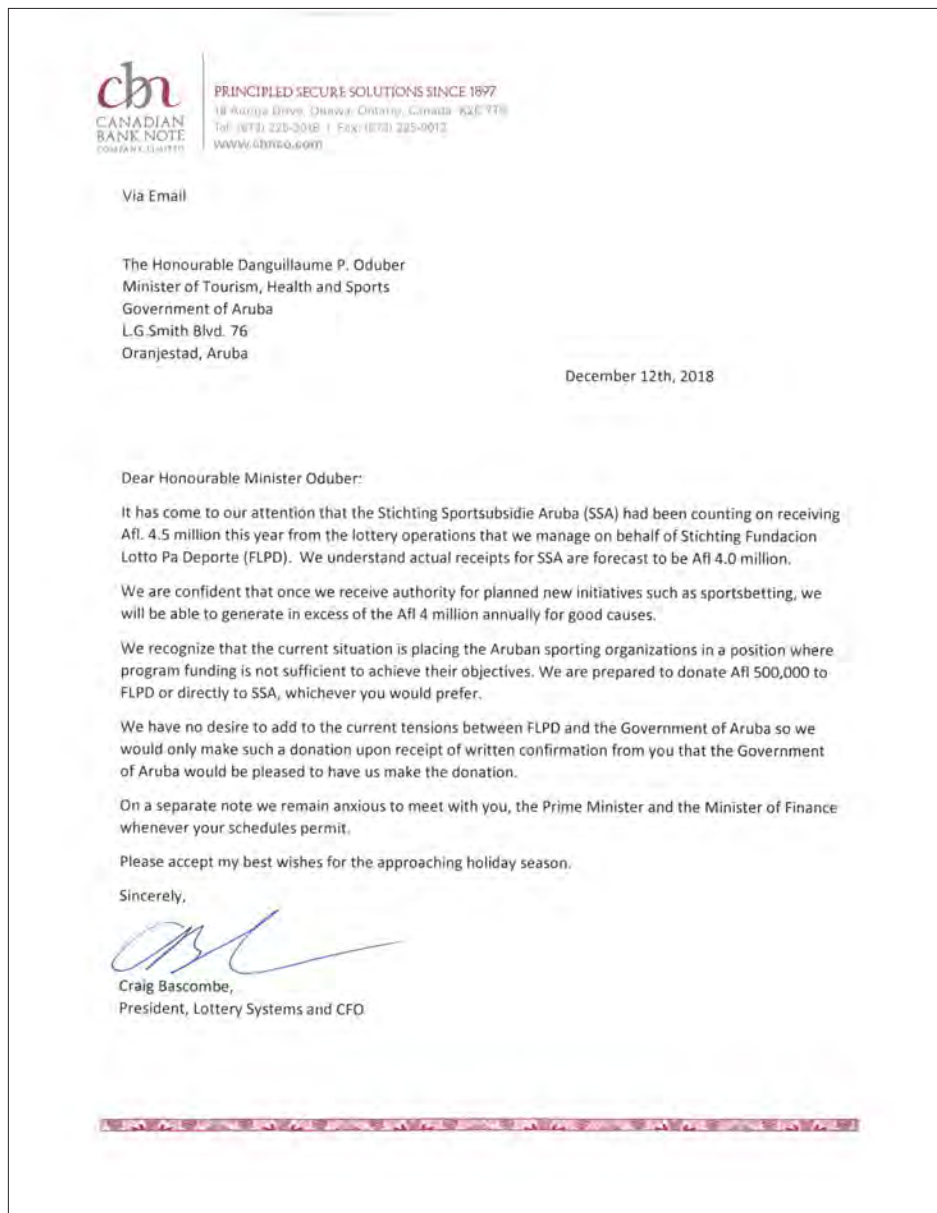 cbn
CANADIAN
BANK NOTE
COMPANY, LIMITED
PRINCIPLED SECURE SOLUTIONS SINCE 1897
Drive, Ottawa, Ontario, Canada
Tel: (613) | Fax: (613)
www.cbnco.com
Via Email
The Honourable Danguillaume P. Oduber
Minister of Tourism, Health and Sports
Government of Aruba
L.G.Smith Blvd. 76
Oranjestad, Aruba
December 12th, 2018
Dear Honourable Minister Oduber:
It has come to our attention that the Stichting Sportsubsidie Aruba (SSA) had been counting on receiving
Afl. 4.5 million this year from the lottery operations that we manage on behalf of Stichting Fundacion
Lotto Pa Deporte (FLPD). We understand actual receipts for SSA are forecast to be Afl 4.0 million.
We are confident that once we receive authority for planned new initiatives such as sportsbetting, we
will be able to generate in excess of the Afl 4 million annually for good causes.
We recognize that the current situation is placing the Aruban sporting organizations in a position where
program funding is not sufficient to achieve their objectives. We are prepared to donate Afl 500,000 to
FLPD or directly to SSA, whichever you would prefer.
We have no desire to add to the current tensions between FLPD and the Government of Aruba so we
would only make such a donation upon receipt of written confirmation from you that the Government
of Aruba would be pleased to have us make the donation.
On a separate note we remain anxious to meet with you, the Prime Minister and the Minister of Finance
whenever your schedules permit.
Please accept my best wishes for the approaching holiday season.
Sincerely,
Craig Bascombe,
President, Lottery Systems and CFO